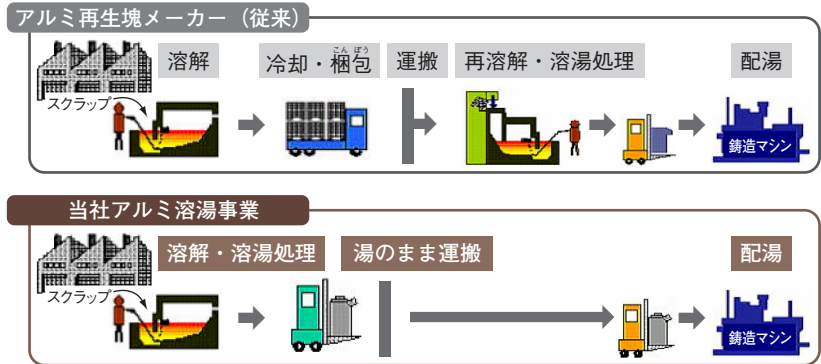 アルミ再生塊メーカー（従来）
溶解
冷却・梱包
こん ぽう
運搬
再溶解・溶湯処理
配湯
スクラップ
鋳造マシン
当社アルミ溶湯事業
溶解・溶湯処理
湯のまま運搬
配湯
スクラップ
鋳造マシン